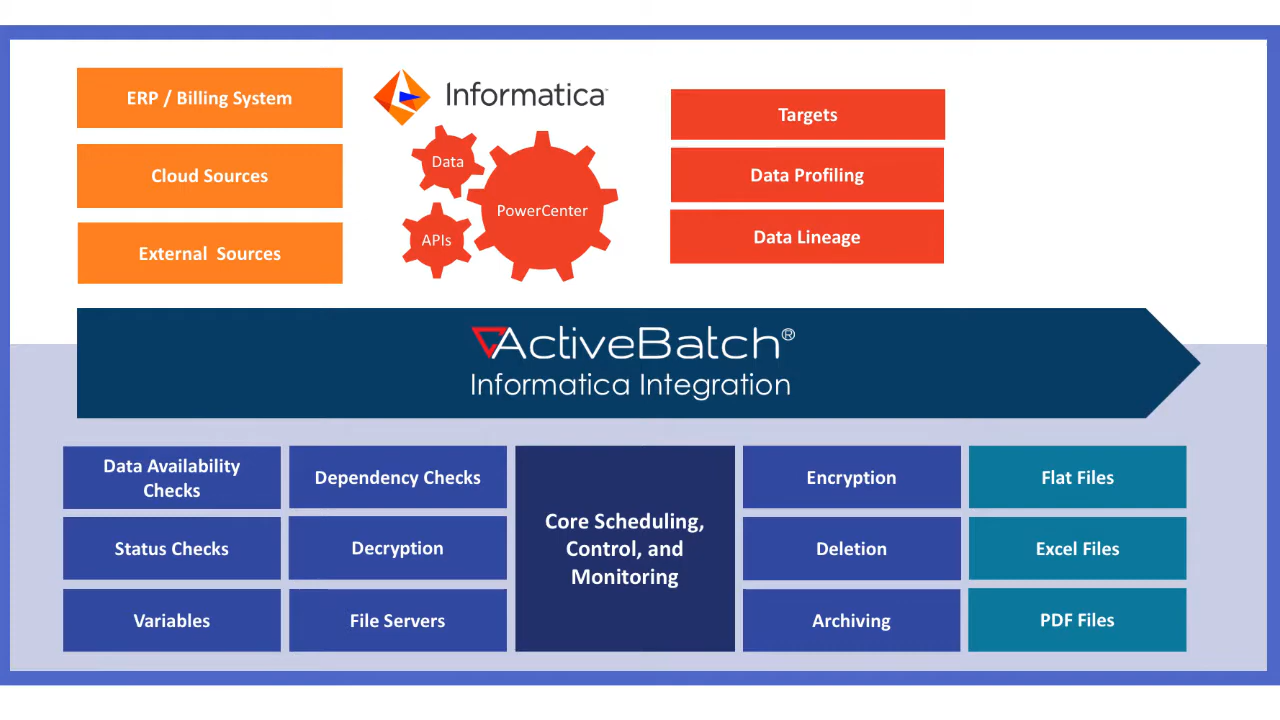 ERP / Billing System
Cloud Sources
External Sources
Informatica
Data
APIs
PowerCenter
Targets
Data Profiling
Data Lineage
ActiveBatch®
Informatica Integration
Data Availability
Checks
Status Checks
Variables
Dependency Checks
Decryption
File Servers
Core Scheduling,
Control, and
Monitoring
Encryption
Deletion
Archiving
Flat Files
Excel Files
PDF Files